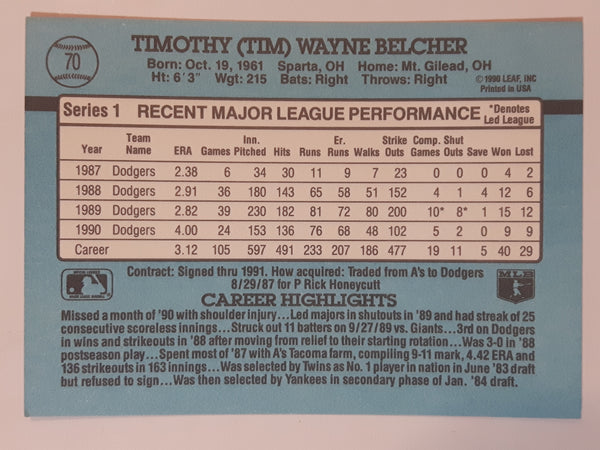 70
TIMOTHY (TIM) WAYNE BELCHER
Born: Oct. 19, 1961 Sparta, OH Home: Mt. Gilead, OH
Ht: 6'3" Wgt: 215 Bats: Right Throws: Right
©1990 LEAF, INC
Printed in USA
Series 1 RECENT MAJOR LEAGUE PERFORMANCE *Denotes Led League
Year Team Name ERA Games Inn. Pitched Hits Runs Er. Runs Walks Strike Outs Comp. Games Shut Outs Save Won Lost
1987 Dodgers 2.38 6 34 30 11 9 7 23 0 0 0 4 2
1988 Dodgers 2.91 36 180 143 65 58 51 152 4 1 4 12 6
1989 Dodgers 2.82 39 230 182 81 72 80 200 10* 8* 1 15 12
1990 Dodgers 4.00 24 153 136 76 68 48 102 5 2 0 9 9
Career 3.12 105 597 491 233 207 186 477 19 11 5 40 29
Contract: Signed thru 1991. How acquired: Traded from A's to Dodgers
8/29/87 for P Rick Honeycutt
MLB
CAREER HIGHLIGHTS
Missed a month of '90 with shoulder injury...Led majors in shutouts in '89 and had streak of 25
consecutive scoreless innings...Struck out 11 batters on 9/27/89 vs. Giants...3rd on Dodgers
in wins and strikeouts in '88 after moving from relief to their starting rotation...Was 3-0 in '88
postseason play...Spent most of '87 with A's Tacoma farm, compiling 9-11 mark, 4.42 ERA and
136 strikeouts in 163 innings...Was selected by Twins as No. 1 player in nation in June '83 draft
but refused to sign...Was then selected by Yankees in secondary phase of Jan. '84 draft.